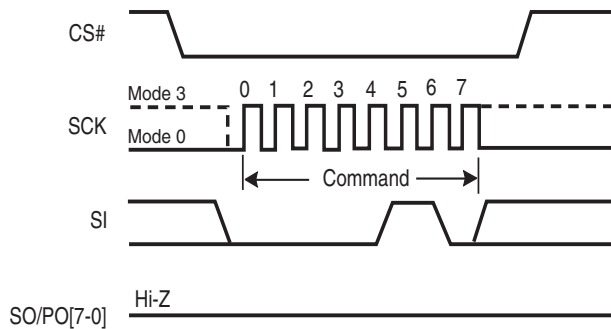 CS#
Mode 3
0 1 2 3 4 5 6 7
SCK
Mode 0
Command
SI
Hi-Z
SO/PO[7-0]